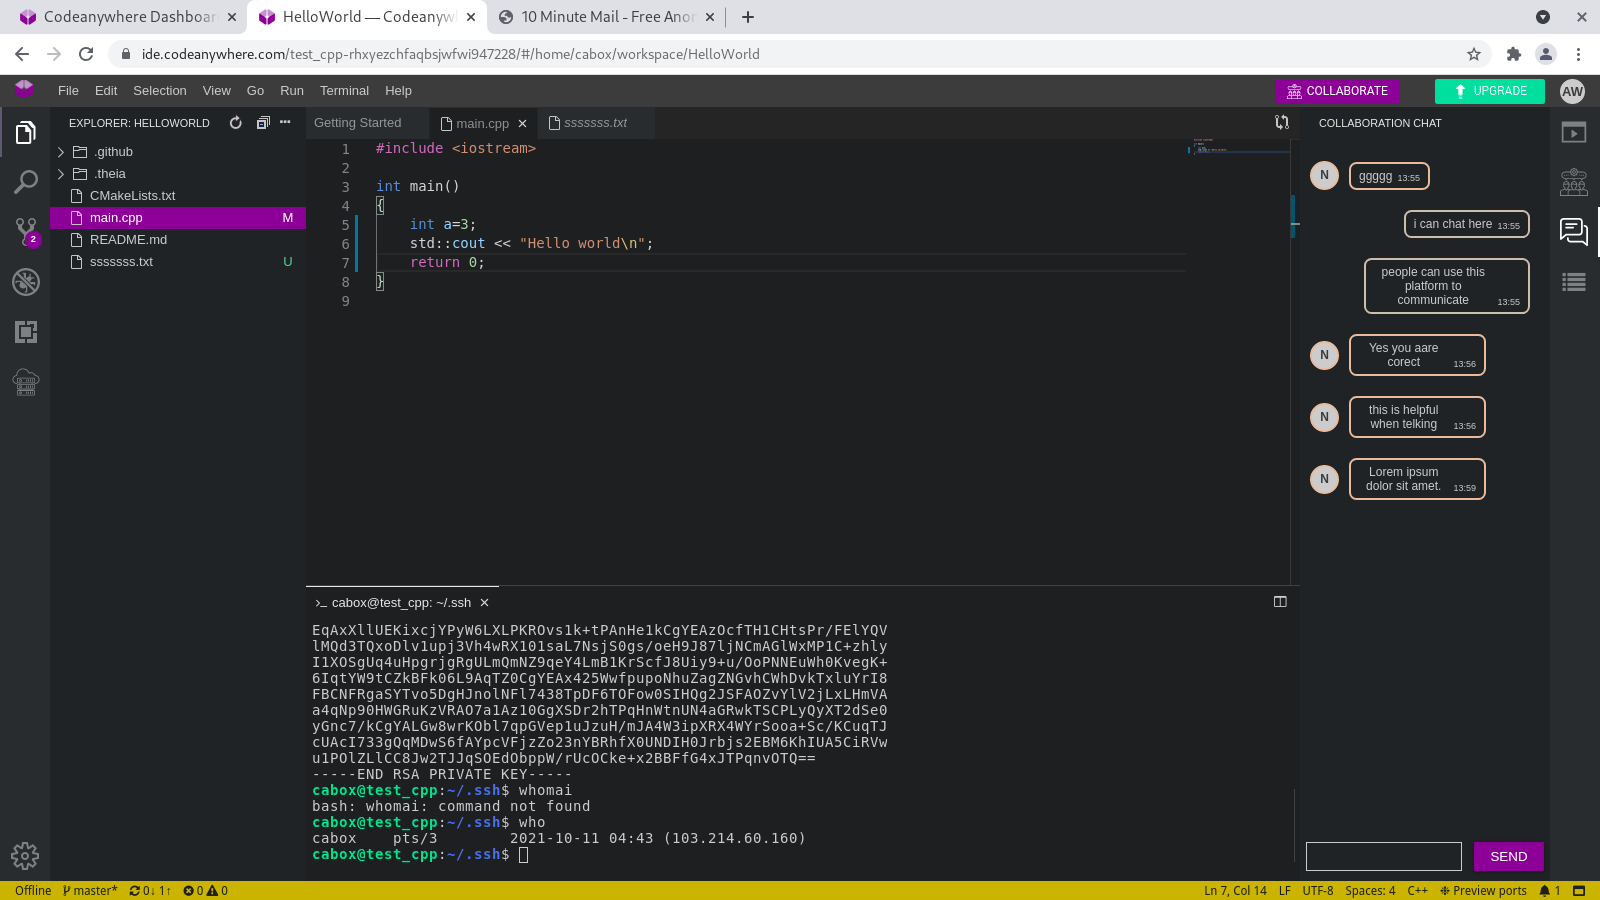 Codeanywhere Dashboar
HelloWorld — Codeanywh
10 Minute Mail - Free Anon
ide.codeanywhere.com/test_cpp-rhxyezchfaqbsjwfwi947228/#/home/cabox/workspace/HelloWorld
File Edit Selection View Go Run Terminal Help
COLLABORATE
UPGRADE
AW
EXPLORER: HELLOWORLD
.github
.theia
CMakeLists.txt
main.cpp M
README.md
sssssss.txt U
2
Getting Started
main.cpp
sssssss.txt
1 #include <iostream>
2
3 int main()
4 {
5 int a=3;
6 std::cout << "Hello world\n";
7 return 0;
8 }
9
COLLABORATION CHAT
N ggggg 13:55
i can chat here 13:55
people can use this
platform to
communicate 13:55
N Yes you aare
corect 13:56
N this is helpful
when telking 13:56
N Lorem ipsum
dolor sit amet. 13:59
SEND
cabox@test_cpp: ~/.ssh
EqAxXllUEKixcjYPyW6LXLPKROvs1k+tPAnHe1kCgYEAzOcfTH1CHtsPr/FElYQV
lMQd3TQxoDlv1upj3Vh4wRX101saL7NsjS0gs/oeH9J87ljNCmAGlWxMP1C+zhly
I1XOSgUq4uHpgrjgRgULmQmNZ9qeY4LmB1KrScfJ8Uiy9+u/OoPNNEuWh0KvegK+
6IqtYW9tCZkBFk06L9AqTZ0CgYEAx425WwfpupoNhuZagZNGvhCWhDvkTxluYrI8
FBCNFRgaSYTvo5DgHJnolNFl7438TpDF6TOFow0SIHQg2JSFAOZvYlV2jLxLHmVA
a4qNp90HWGRuKzVRAO7a1Az10GgXSDr2hTPqHnWtnUN4aGRwkTSCPLyQyXT2dSe0
yGnc7/kCgYALGw8wrKObl7qpGVep1uJzuH/mJA4W3ipXRX4WYrSooa+Sc/KCuqTJ
cUAcI733gQqMDwS6fAYpcVFjzZo23nYBRhfX0UNDIH0Jrbjs2EBM6KhIUA5CiRVw
u1POlZLlCC8Jw2TJJqSOEdObppW/rUcOCke+x2BBFfG4xJTPqnvOTQ==
-----END RSA PRIVATE KEY-----
cabox@test_cpp:~/.ssh$ whomai
bash: whomai: command not found
cabox@test_cpp:~/.ssh$ who
cabox pts/3 2021-10-11 04:43 (103.214.60.160)
cabox@test_cpp:~/.ssh$
Offline master* 0↓ 1↑ 0 0
Ln 7, Col 14 LF UTF-8 Spaces: 4 C++ Preview ports 1